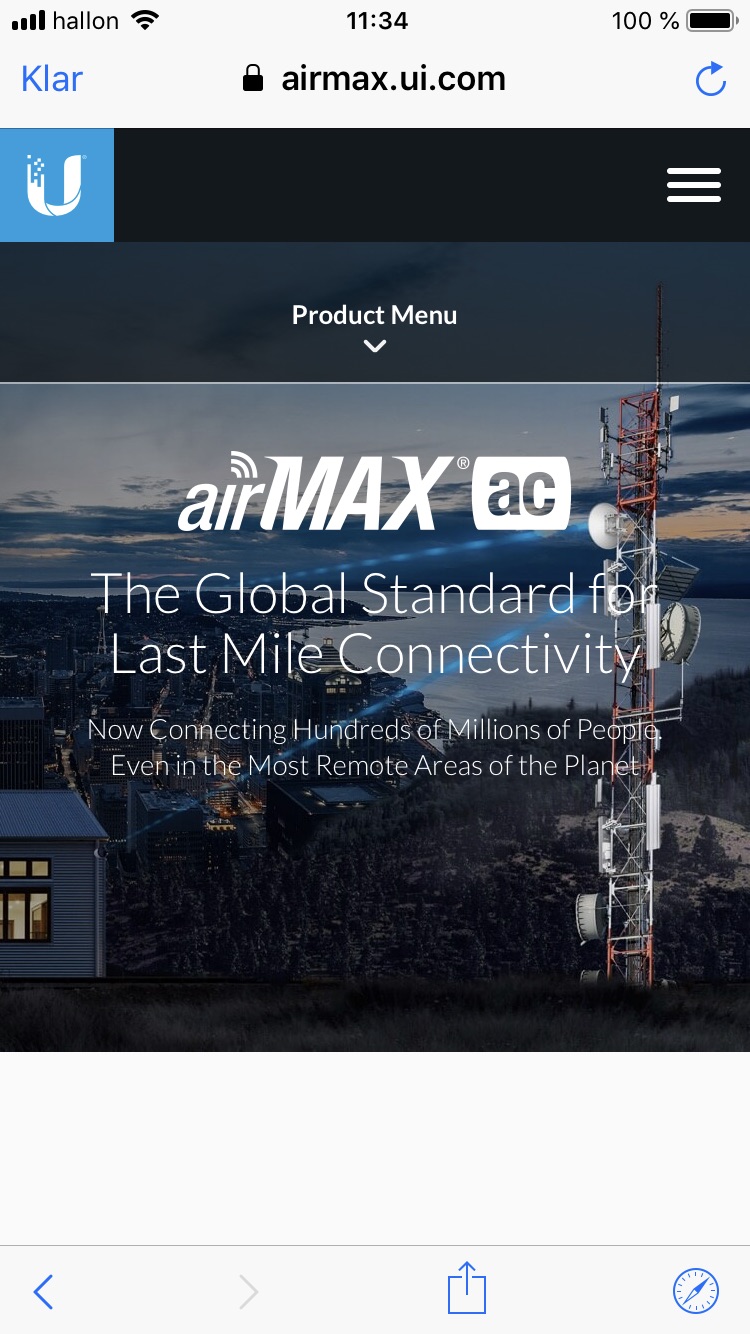 hallon 11:34 100 %
Klar airmax.ui.com
U
Product Menu
airMAX® ac
The Global Standard for
Last Mile Connectivity
Now Connecting Hundreds of Millions of People,
Even in the Most Remote Areas of the Planet